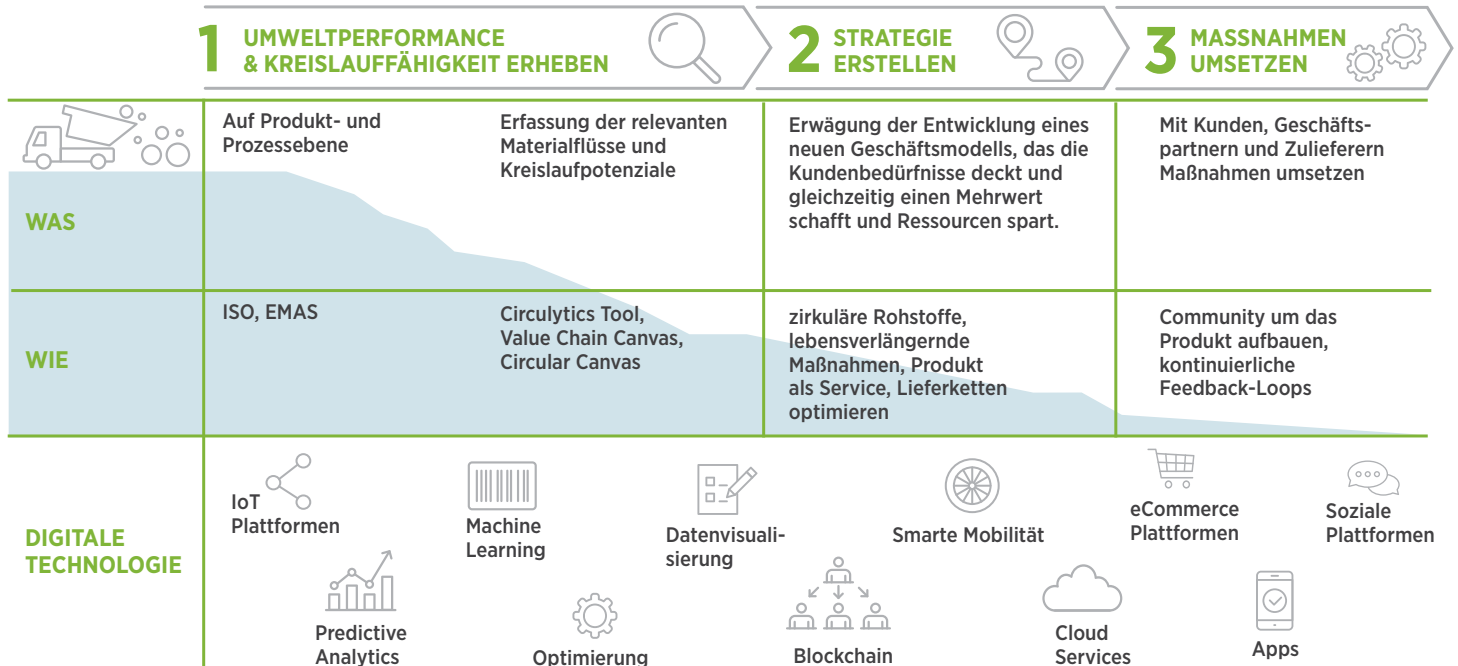 1 UMWELTPERFORMANCE
& KREISLAUFFÄHIGKEIT ERHEBEN
2 STRATEGIE
ERSTELLEN
3 MASSNAHMEN
UMSETZEN
WAS
Auf Produkt- und
Prozessebene
Erfassung der relevanten
Materialflüsse und
Kreislaufpotenziale
Erwägung der Entwicklung eines
neuen Geschäftsmodells, das die
Kundenbedürfnisse deckt und
gleichzeitig einen Mehrwert
schafft und Ressourcen spart.
Mit Kunden, Geschäfts-
partnern und Zulieferern
Maßnahmen umsetzen
WIE
ISO, EMAS
Circulytics Tool,
Value Chain Canvas,
Circular Canvas
zirkuläre Rohstoffe,
lebensverlängernde
Maßnahmen, Produkt
als Service, Lieferketten
optimieren
Community um das
Produkt aufbauen,
kontinuierliche
Feedback-Loops
DIGITALE
TECHNOLOGIE
IoT
Plattformen
Machine
Learning
Datenvisuali-
sierung
Smarte Mobilität
eCommerce
Plattformen
Soziale
Plattformen
Predictive
Analytics
Optimierung
Blockchain
Cloud
Services
Apps